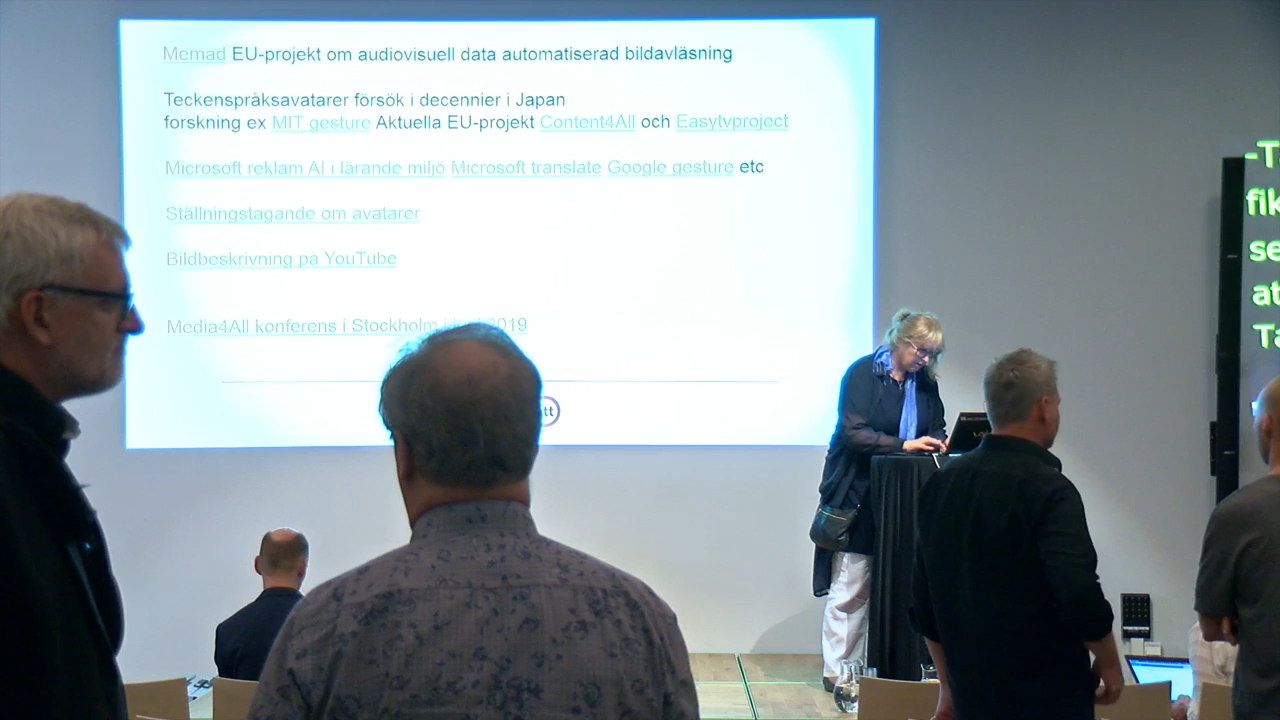 Memad EU-projekt om audiovisuell data automatiserad bildavläsning
Teckenspråksavatarer försök i decennier i Japan
forskning ex MIT gesture Aktuella EU-projekt Content4All och Easytvproject
Microsoft reklam AI i lärande miljö Microsoft translate Google gesture etc
Ställningstagande om avatarer
Bildbeskrivning på YouTube
Media4All konferens i Stockholm 2019
tt
-T
fik
se
at
Ta